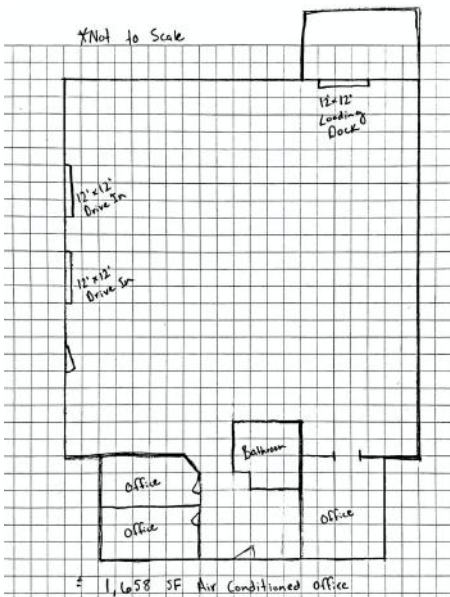 *Not to Scale
12'x12'
Loading
Dock
12'x12'
Drive In
12'x12'
Drive In
Bathroom
Office
Office
Office
1,658 SF Air Conditioned Office